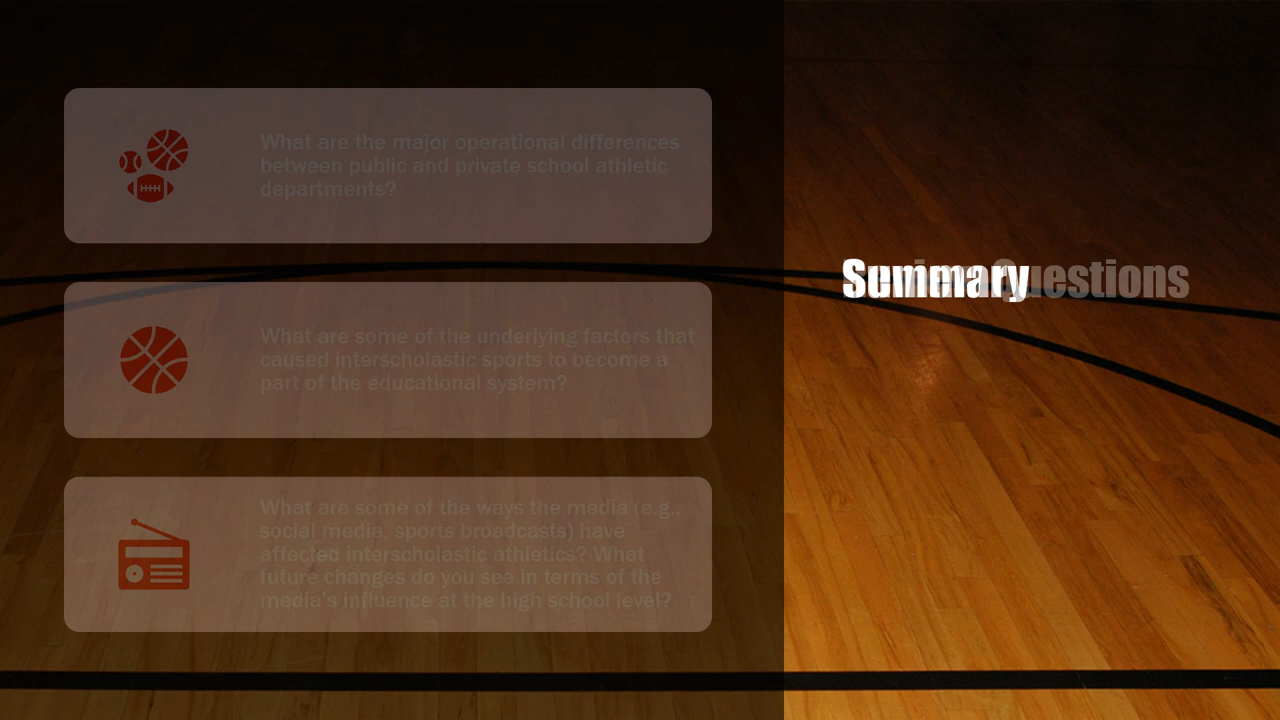 What are the major operational differences
between public and private school athletic
departments?
What are some of the underlying factors that
caused interscholastic sports to become a
part of the educational system?
What are some of the ways the media (e.g.,
social media, sports broadcasts) have
affected interscholastic athletics? What
future changes do you see in terms of the
media's influence at the high school level?
Summary
Questions